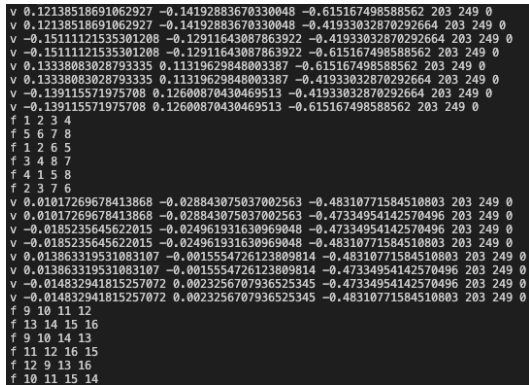 v 0.12138518691062927 -0.14192883670330048 -0.615167498588562 203 249 0
v 0.12138518691062927 -0.14192883670330048 -0.41933032870292664 203 249 0
v -0.15111121535301208 -0.12911643087863922 -0.41933032870292664 203 249 0
v -0.15111121535301208 -0.12911643087863922 -0.615167498588562 203 249 0
v 0.13338083028793335 0.11319629848003387 -0.615167498588562 203 249 0
v 0.13338083028793335 0.11319629848003387 -0.41933032870292664 203 249 0
v -0.139115571975708 0.12600870430469513 -0.41933032870292664 203 249 0
v -0.139115571975708 0.12600870430469513 -0.615167498588562 203 249 0
f 1 2 3 4
f 5 6 7 8
f 1 2 6 5
f 3 4 8 7
f 4 1 5 8
f 2 3 7 6
v 0.01017269678413868 -0.028843075037002563 -0.48310771584510803 203 249 0
v 0.01017269678413868 -0.028843075037002563 -0.47334954142570496 203 249 0
v -0.0185235645622015 -0.024961931630969048 -0.47334954142570496 203 249 0
v -0.0185235645622015 -0.024961931630969048 -0.48310771584510803 203 249 0
v 0.013863319531083107 -0.0015554726123809814 -0.48310771584510803 203 249 0
v 0.013863319531083107 -0.0015554726123809814 -0.47334954142570496 203 249 0
v -0.014832941815257072 0.0023256707936525345 -0.47334954142570496 203 249 0
v -0.014832941815257072 0.0023256707936525345 -0.48310771584510803 203 249 0
f 9 10 11 12
f 13 14 15 16
f 9 10 14 13
f 11 12 16 15
f 12 9 13 16
f 10 11 15 14